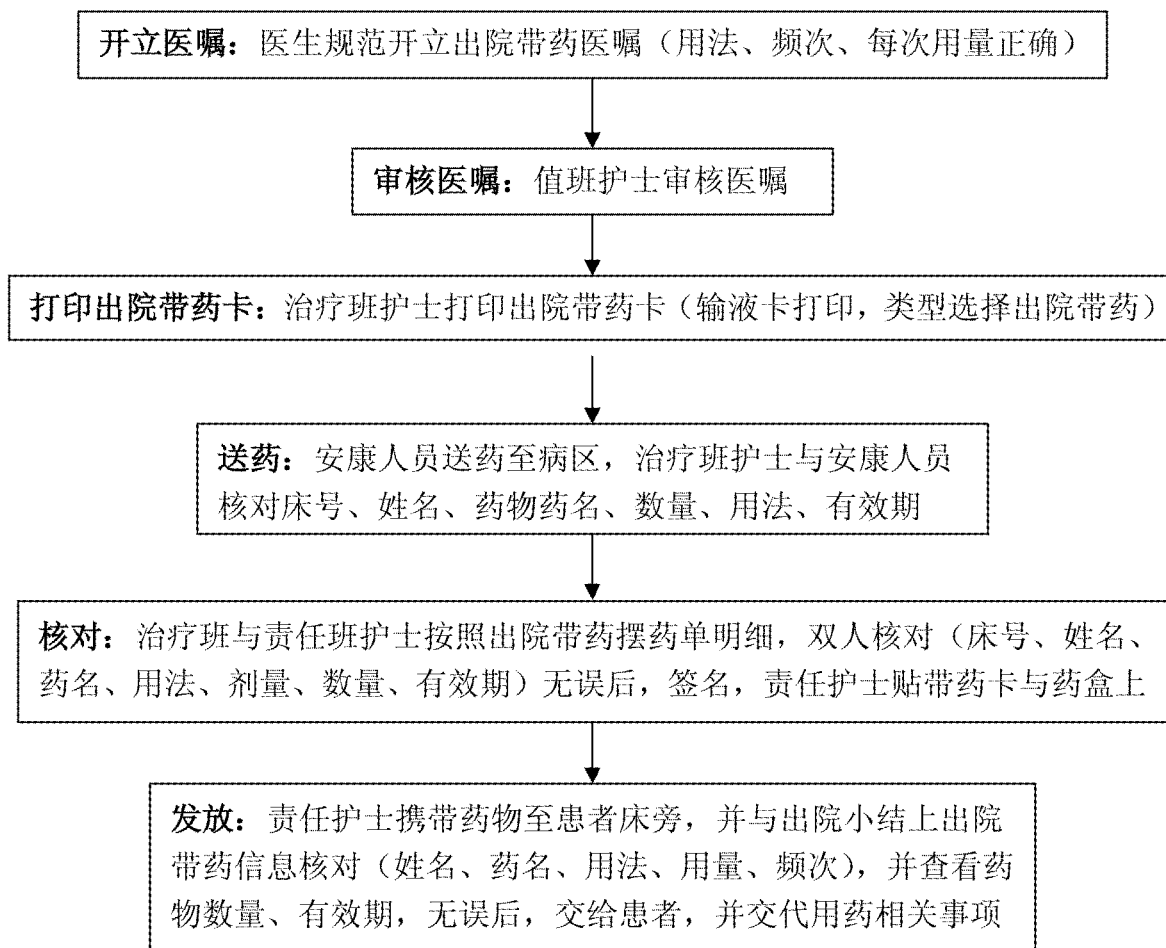 开立医嘱：医生规范开立出院带药医嘱（用法、频次、每次用量正确）
审核医嘱：值班护士审核医嘱
打印出院带药卡：治疗班护士打印出院带药卡（输液卡打印，类型选择出院带药）
送药：安康人员送药至病区，治疗班护士与安康人员
核对床号、姓名、药物药名、数量、用法、有效期
核对：治疗班与责任班护士按照出院带药摆药单明细，双人核对（床号、姓名、
药名、用法、剂量、数量、有效期）无误后，签名，责任护士贴带药卡与药盒上
发放：责任护士携带药物至患者床旁，并与出院小结上出院
带药信息核对（姓名、药名、用法、用量、频次），并查看药
物数量、有效期，无误后，交给患者，并交代用药相关事项